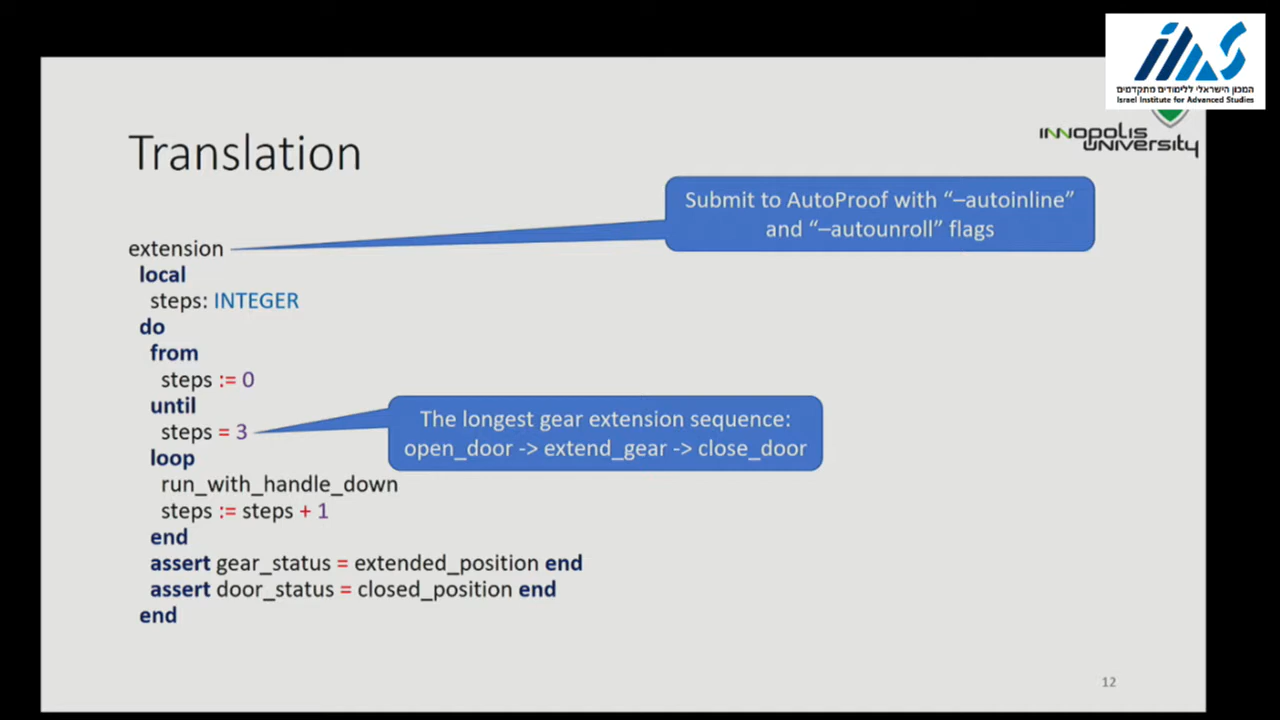 המכון הישראלי ללימודים מתקדמים
Israel Institute for Advanced Studies
INNOPOLIS
UNIVERSITY
Translation
Submit to AutoProof with “–autoinline”
and “–autounroll” flags
extension
local
steps: INTEGER
do
from
steps := 0
until
steps = 3
The longest gear extension sequence:
open_door -> extend_gear -> close_door
loop
run_with_handle_down
steps := steps + 1
end
assert gear_status = extended_position end
assert door_status = closed_position end
end
12